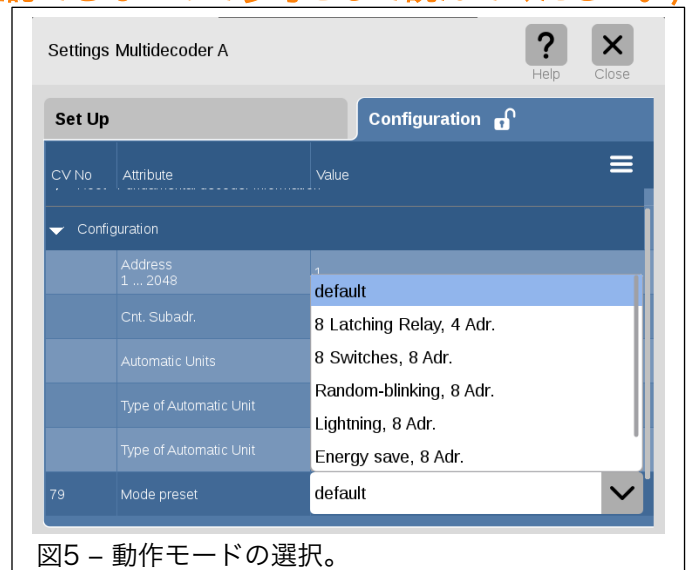 Settings Multidecoder A
?
Help
Close
Set Up
Configuration
CV No Attribute Value
Configuration
Address
1 ... 2048
1
Cnt. Subadr.
Automatic Units
Type of Automatic Unit
Type of Automatic Unit
default
8 Latching Relay, 4 Adr.
8 Switches, 8 Adr.
Random-blinking, 8 Adr.
Lightning, 8 Adr.
Energy save, 8 Adr.
79 Mode preset default
図5 – 動作モードの選択。